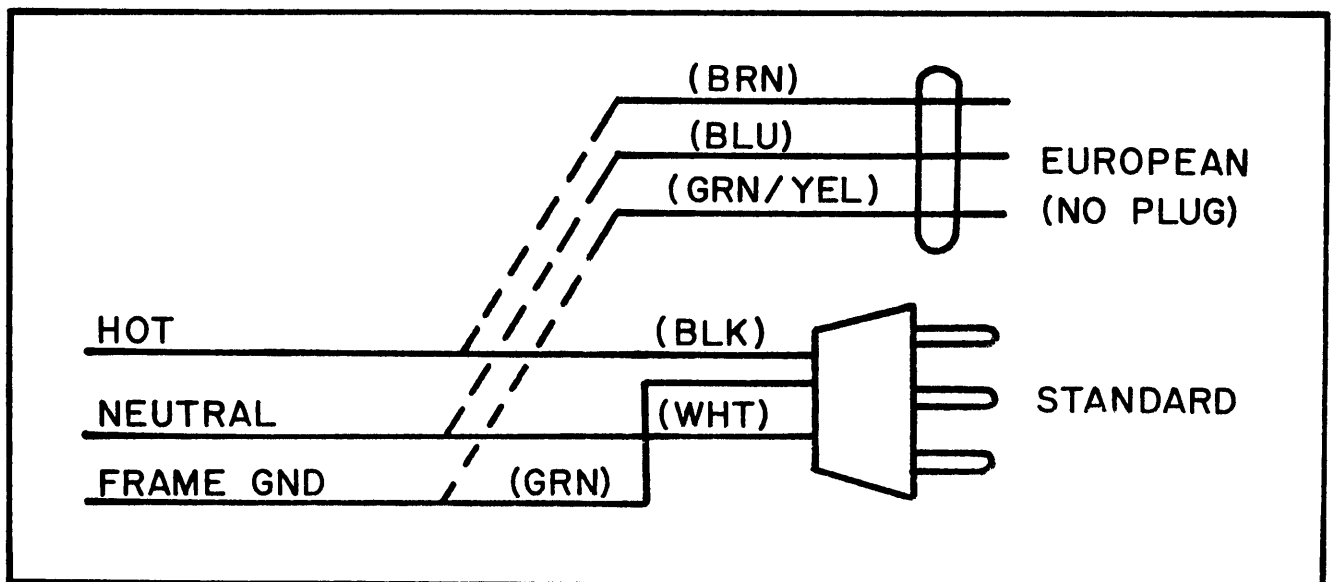 (BRN)
(BLU)
(GRN/YEL)
EUROPEAN
(NO PLUG)
HOT
(BLK)
NEUTRAL
(WHT)
STANDARD
FRAME GND
(GRN)